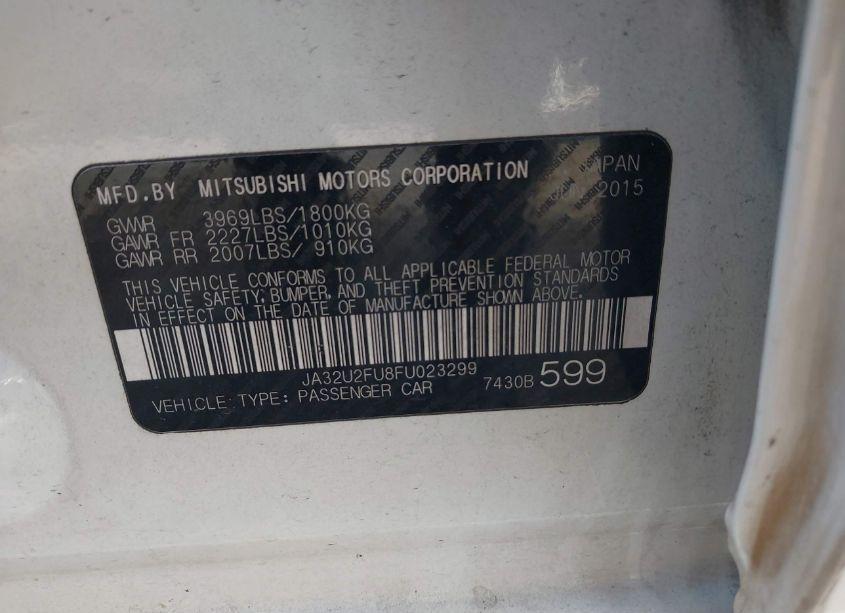 MFD.BY MITSUBISHI MOTORS CORPORATION JAPAN
2015
GVWR 3969LBS/1800KG
GAWR FR 2227LBS/1010KG
GAWR RR 2007LBS/ 910KG
THIS VEHICLE CONFORMS TO ALL APPLICABLE FEDERAL MOTOR
VEHICLE SAFETY, BUMPER, AND THEFT PREVENTION STANDARDS
IN EFFECT ON THE DATE OF MANUFACTURE SHOWN ABOVE.
JA32U2FU8FU023299
VEHICLE TYPE: PASSENGER CAR 7430B 599